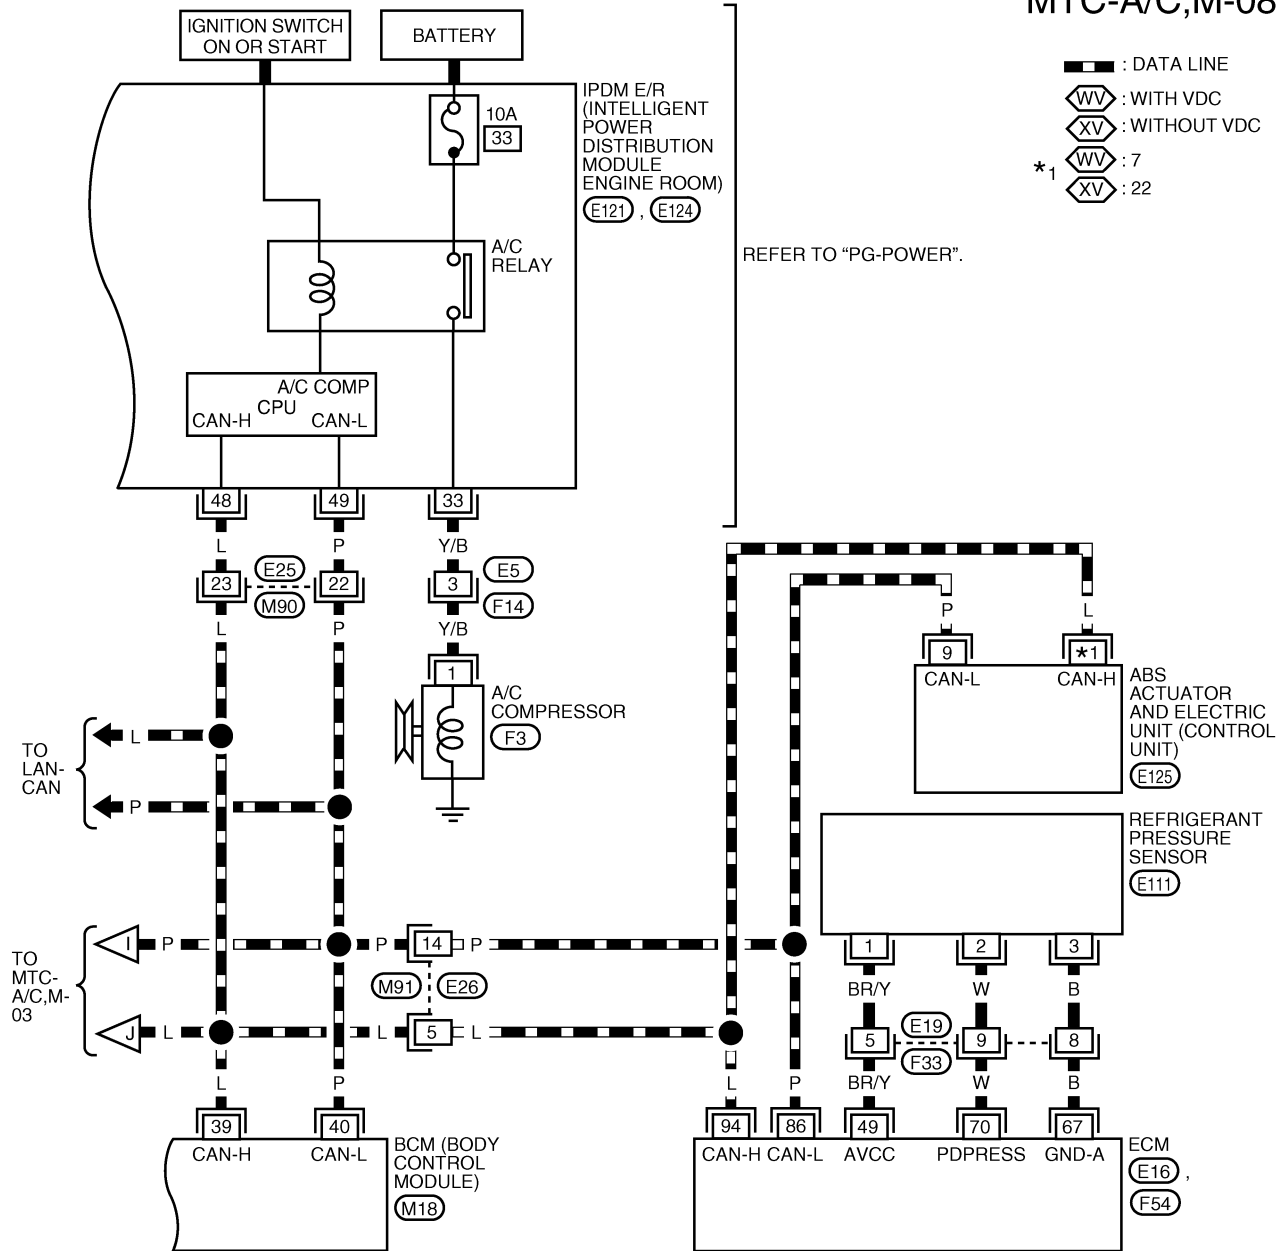 MTC-A/C,M-08
IGNITION SWITCH
ON OR START
BATTERY
: DATA LINE
WV : WITH VDC
XV : WITHOUT VDC
*1 WV : 7
XV : 22
10A
33
IPDM E/R
(INTELLIGENT
POWER
DISTRIBUTION
MODULE
ENGINE ROOM)
E121 , E124
A/C
RELAY
REFER TO “PG-POWER”.
A/C COMP
CPU
CAN-H CAN-L
48 49 33
L P Y/B
23 E25 22 3 E5
M90 F14
L P Y/B
1
A/C
COMPRESSOR
F3
P L
9 *1
CAN-L CAN-H
ABS
ACTUATOR
AND ELECTRIC
UNIT (CONTROL
UNIT)
E125
TO
LAN-
CAN
L
P
REFRIGERANT
PRESSURE
SENSOR
E111
1 2 3
BR/Y W B
5 E19 9 8
F33
BR/Y W B
TO
MTC-
A/C,M-
03
I P P 14 P
M91 E26
J L L 5 L
L P
39 40
CAN-H CAN-L
BCM (BODY
CONTROL
MODULE)
M18
L P
94 86 49 70 67
CAN-H CAN-L AVCC PDPRESS GND-A
ECM
E16 ,
F54